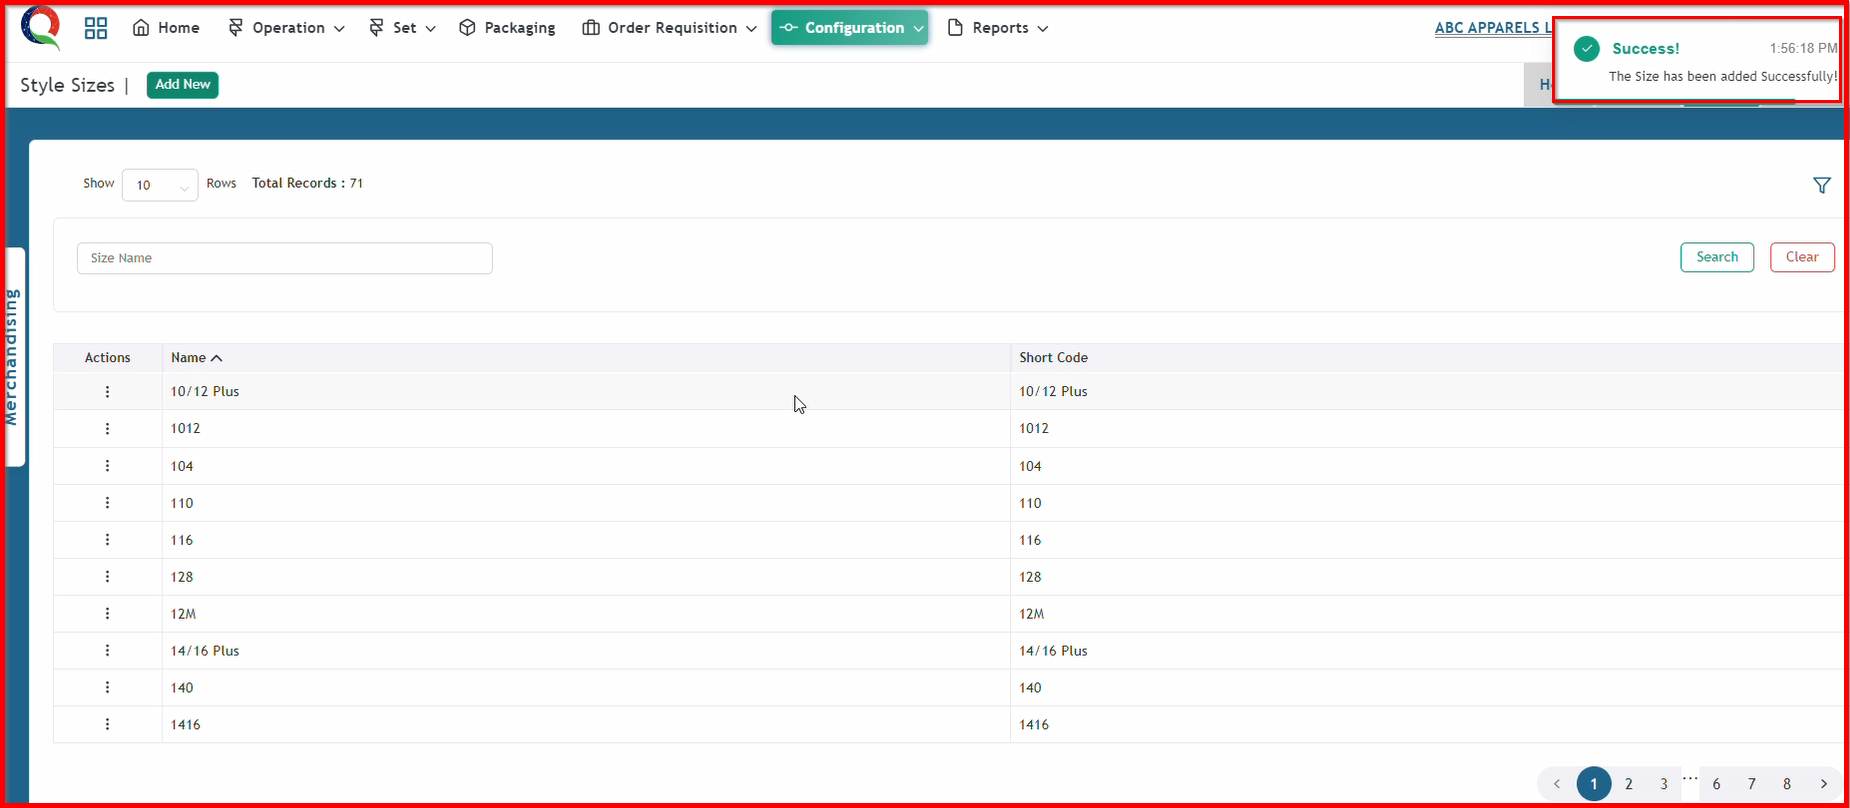 Home Operation Set Packaging Order Requisition Configuration Reports ABC APPARELS L
Success! 1:56:18 PM
The Size has been added Successfully!
Style Sizes | Add New
Show 10 Rows Total Records : 71
Size Name Search Clear
Merchandising
Actions Name Short Code
10/12 Plus 10/12 Plus
1012 1012
104 104
110 110
116 116
128 128
12M 12M
14/16 Plus 14/16 Plus
140 140
1416 1416
< 1 2 3 ... 6 7 8 >